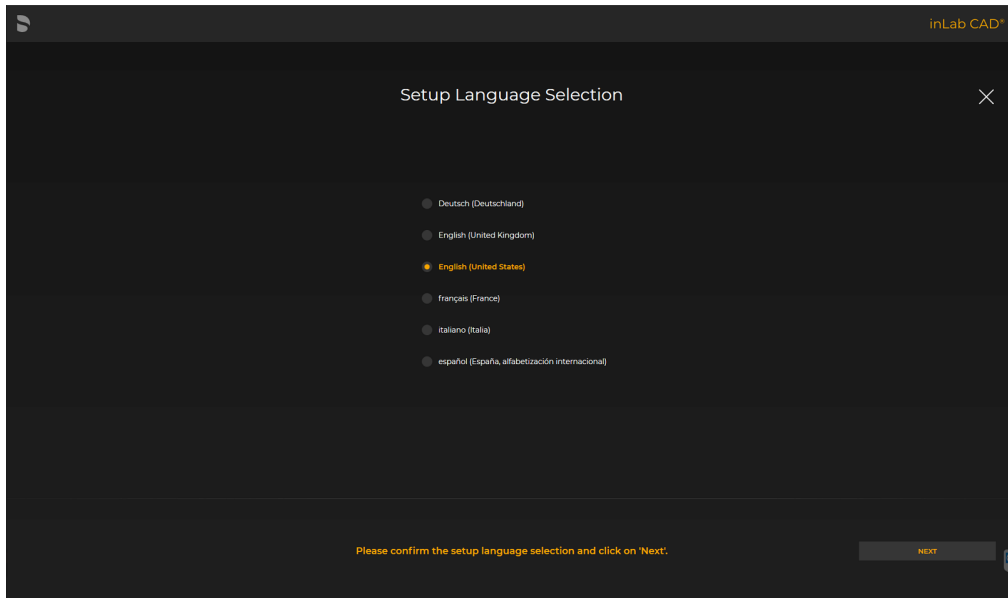 inLab CAD®
Setup Language Selection
Deutsch (Deutschland)
English (United Kingdom)
English (United States)
français (France)
italiano (Italia)
español (España, alfabetización internacional)
Please confirm the setup language selection and click on 'Next'.
NEXT